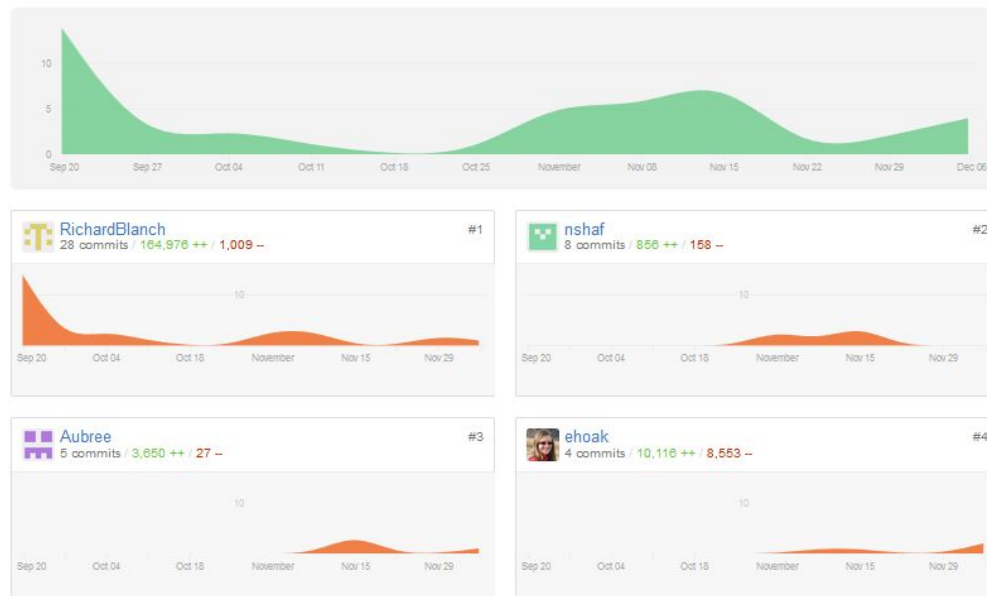 10
5
0
Sep 20 Sep 27 Oct 04 Oct 11 Oct 18 Oct 25 November Nov 08 Nov 15 Nov 22 Nov 29 Dec 06
RichardBlanch #1
28 commits / 164,976 ++ / 1,009 --
10
Sep 20 Oct 04 Oct 18 November Nov 15 Nov 29
nshaf #2
8 commits / 856 ++ / 158 --
10
Sep 20 Oct 04 Oct 18 November Nov 15 Nov 29
Aubree #3
5 commits / 3,650 ++ / 27 --
10
Sep 20 Oct 04 Oct 18 November Nov 15 Nov 29
ehoak #4
4 commits / 10,116 ++ / 8,553 --
10
Sep 20 Oct 04 Oct 18 November Nov 15 Nov 29